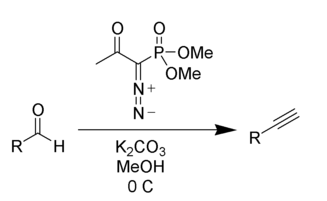 O O
P OMe
OMe
N +
N −
O
R H
K2CO3
MeOH
0 C
R